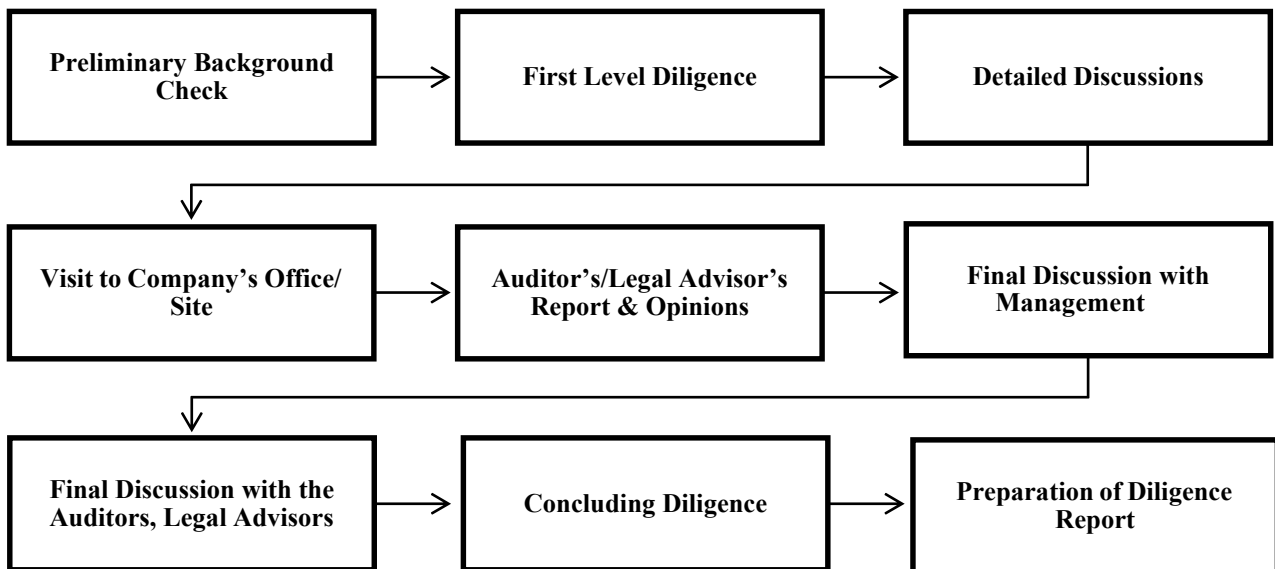 Preliminary Background
Check
First Level Diligence
Detailed Discussions
Visit to Company’s Office/
Site
Auditor’s/Legal Advisor’s
Report & Opinions
Final Discussion with
Management
Final Discussion with the
Auditors, Legal Advisors
Concluding Diligence
Preparation of Diligence
Report